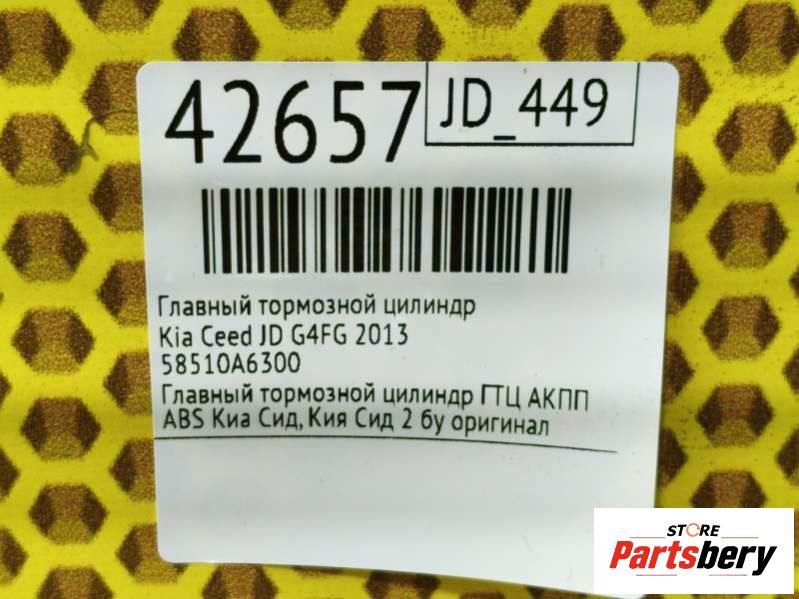 42657
JD_449
Главный тормозной цилиндр
Kia Ceed JD G4FG 2013
58510A6300
Главный тормозной цилиндр ГТЦ АКПП
ABS Киа Сид, Кия Сид 2 бу оригинал
STORE
Partsbery